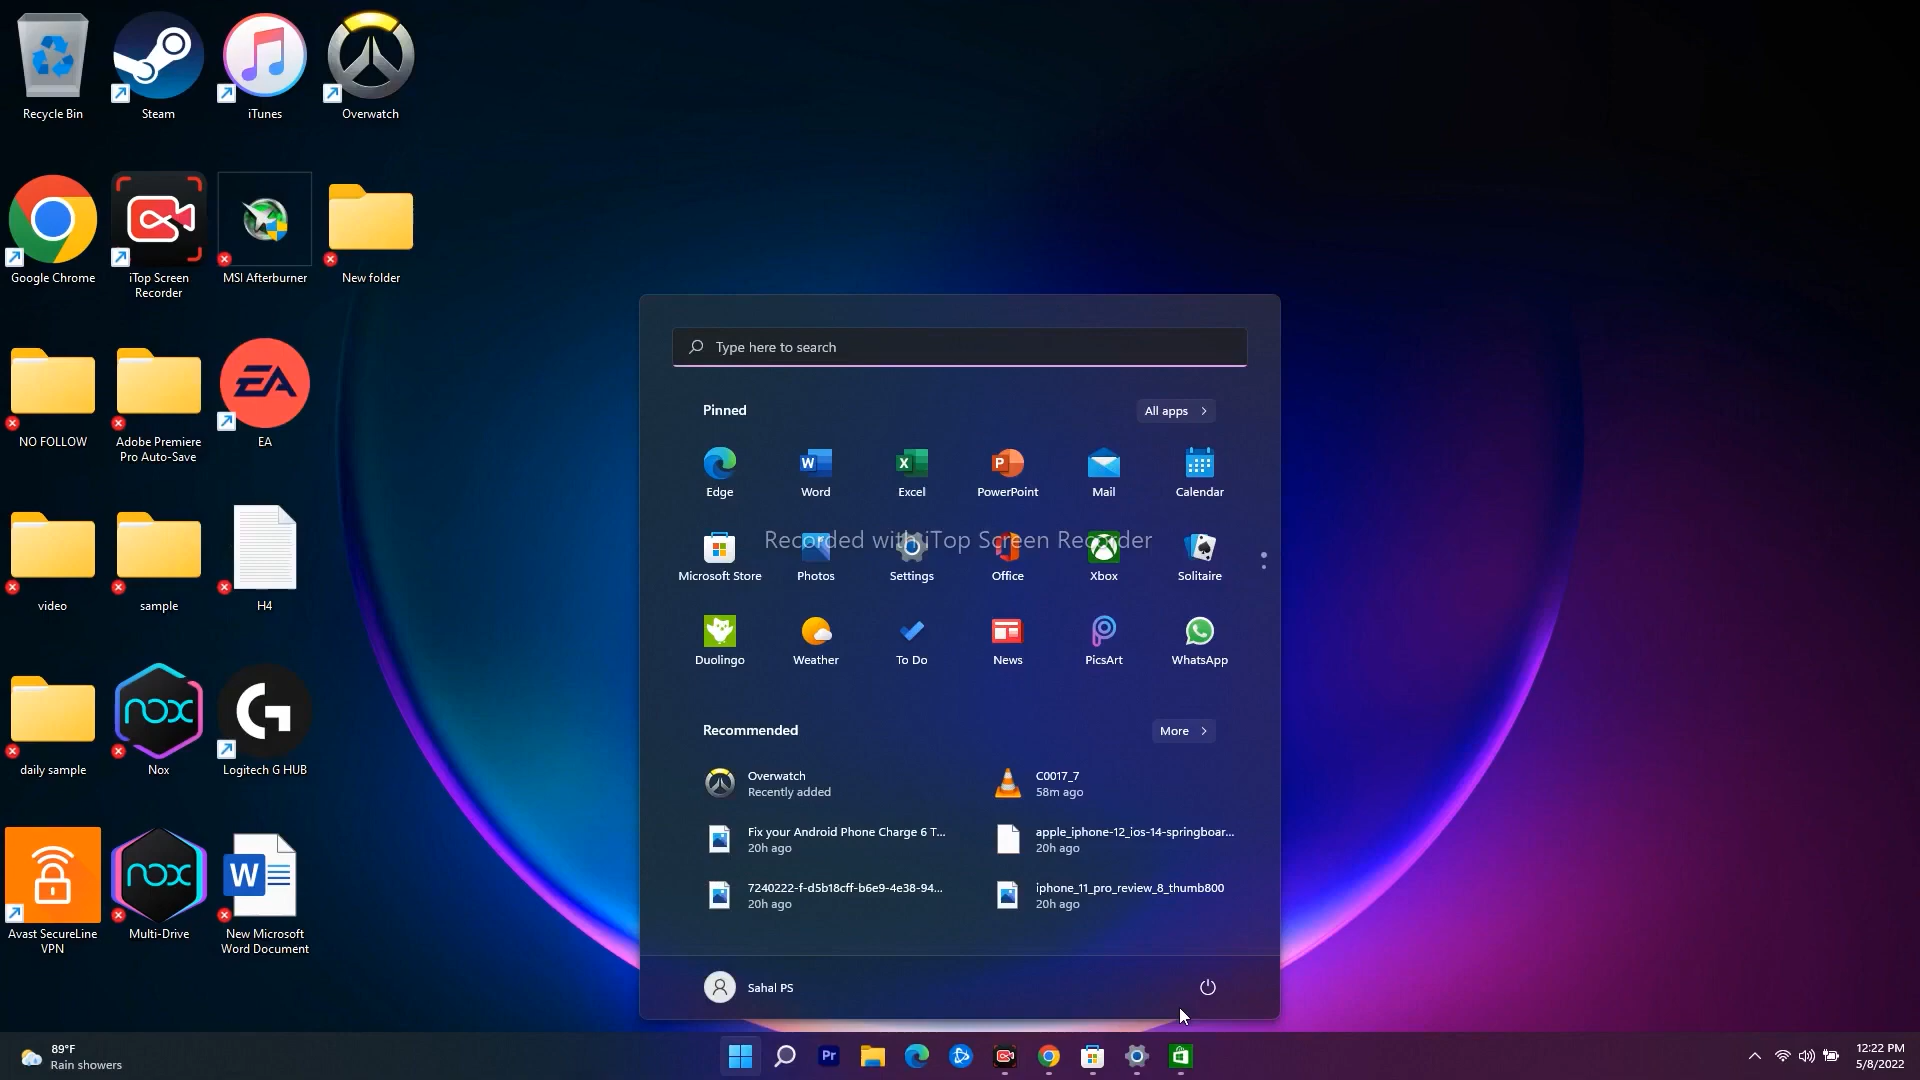 Recycle Bin
Steam
iTunes
Overwatch
Google Chrome
iTop Screen
Recorder
MSI Afterburner
New folder
NO FOLLOW
Adobe Premiere
Pro Auto-Save
EA
EA
video
sample
H4
daily sample
nox
Nox
G
Logitech G HUB
Avast SecureLine
VPN
nox
Multi-Drive
W
New Microsoft
Word Document
Type here to search
Pinned
All apps
Edge
W
Word
X
Excel
P
PowerPoint
Mail
Calendar
Recorded with iTop Screen Recorder
Microsoft Store
Photos
Settings
Office
Xbox
Solitaire
Duolingo
Weather
To Do
News
PicsArt
WhatsApp
Recommended
More
Overwatch
Recently added
C0017_7
58m ago
Fix your Android Phone Charge 6 T...
20h ago
apple_iphone-12_ios-14-springboar...
20h ago
7240222-f-d5b18cff-b6e9-4e38-94...
20h ago
iphone_11_pro_review_8_thumb800
20h ago
Sahal PS
89°F
Rain showers
Pr
12:22 PM
5/8/2022